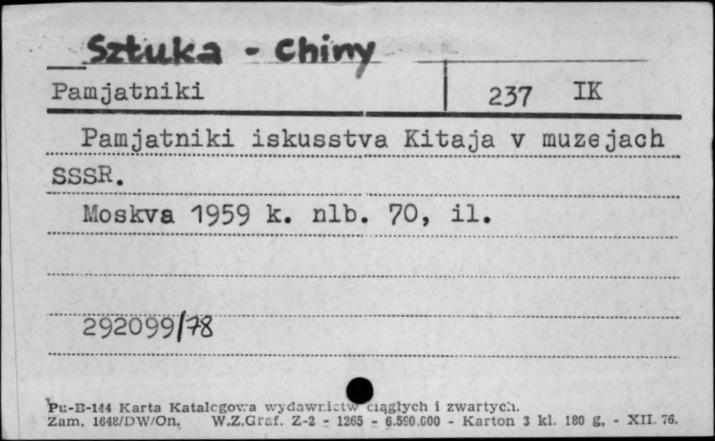 Sztuka - Chiny
Pamjatniki 237 IK
Pamjatniki iskusstva Kitaja v muzejach
SSSR.
Moskva 1959 k. nlb. 70, il.
292099/78
Pu-B-144 Karta Katalogowa wydawnictw ciągłych i zwartych.
Zam. 1648/DW/On. W.Z.Graf. Z-2 - 1265 - 6.590.000 - Karton 3 kl. 180 g. - XII. 76.